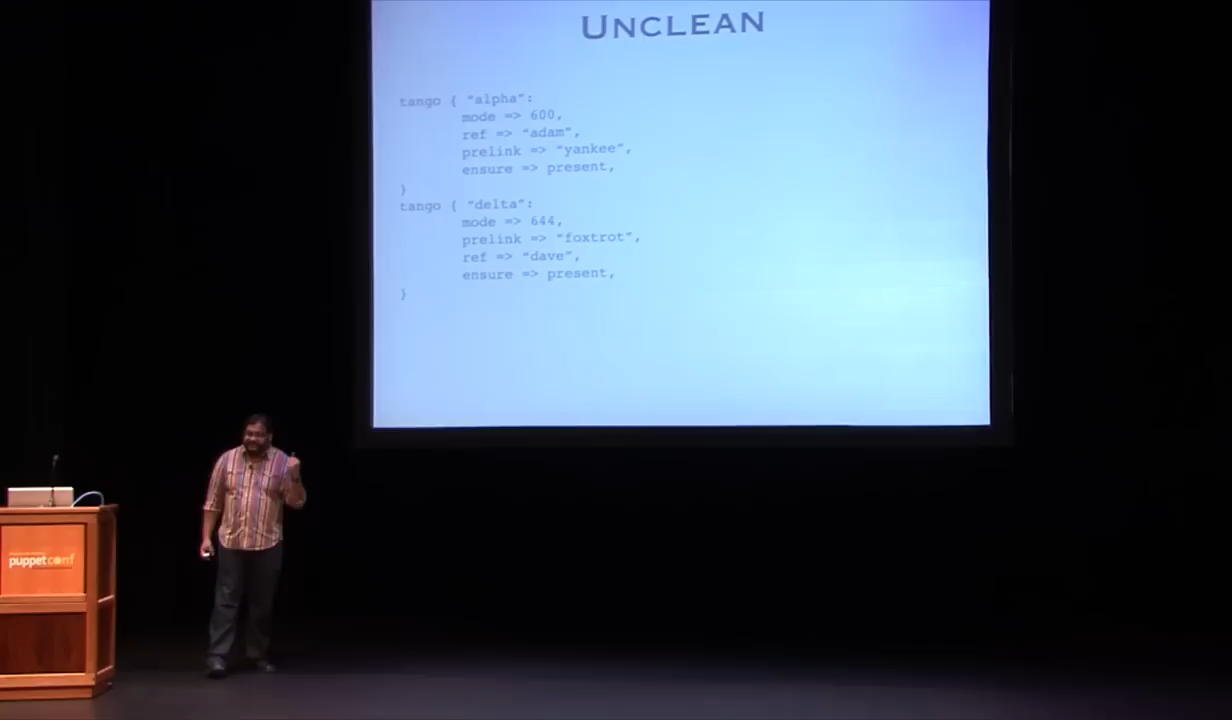 UNCLEAN
tango { “alpha”:
mode => 600,
ref => “adam”,
prelink => “yankee”,
ensure => present,
}
tango { “delta”:
mode => 644,
prelink => “foxtrot”,
ref => “dave”,
ensure => present,
}
puppetconf